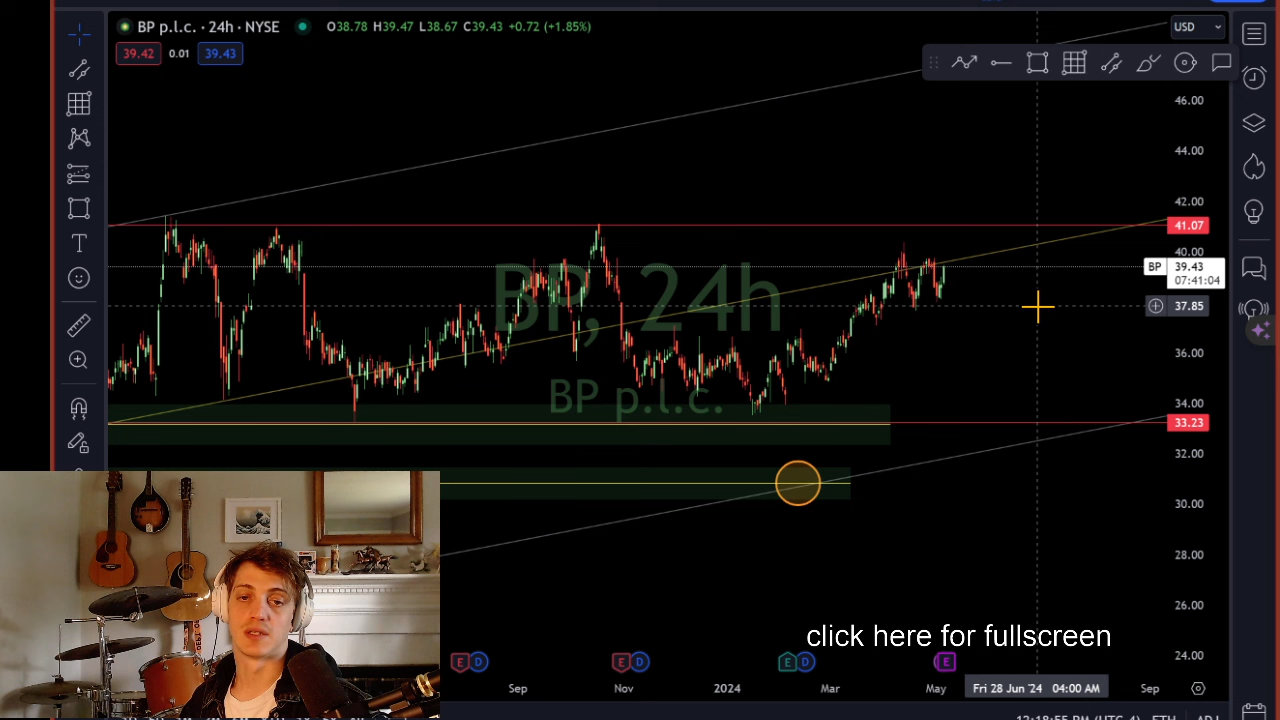 BP p.l.c. · 24h · NYSE
O38.78 H39.47 L38.67 C39.43 +0.72 (+1.85%)
USD
39.42 0.01 39.43
46.00
44.00
42.00
41.07
40.00
BP 39.43
07:41:04
37.85
36.00
34.00
33.23
32.00
30.00
28.00
26.00
24.00
BP, 24h
BP p.l.c.
T
click here for fullscreen
E D E D E D E
Sep Nov 2024 Mar May Fri 28 Jun '24 04:00 AM Sep